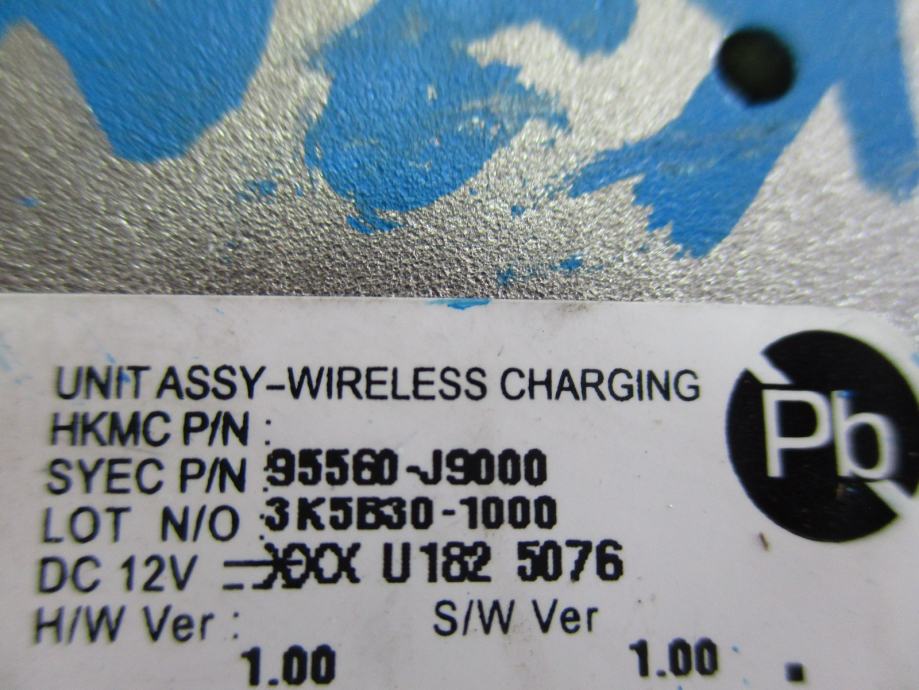 UNIT ASSY-WIRELESS CHARGING
HKMC P/N :
SYEC P/N :95560-J9000
LOT N/O :3K5B30-1000
DC 12V XXX U182 5076
H/W Ver : S/W Ver
1.00 1.00
Pb